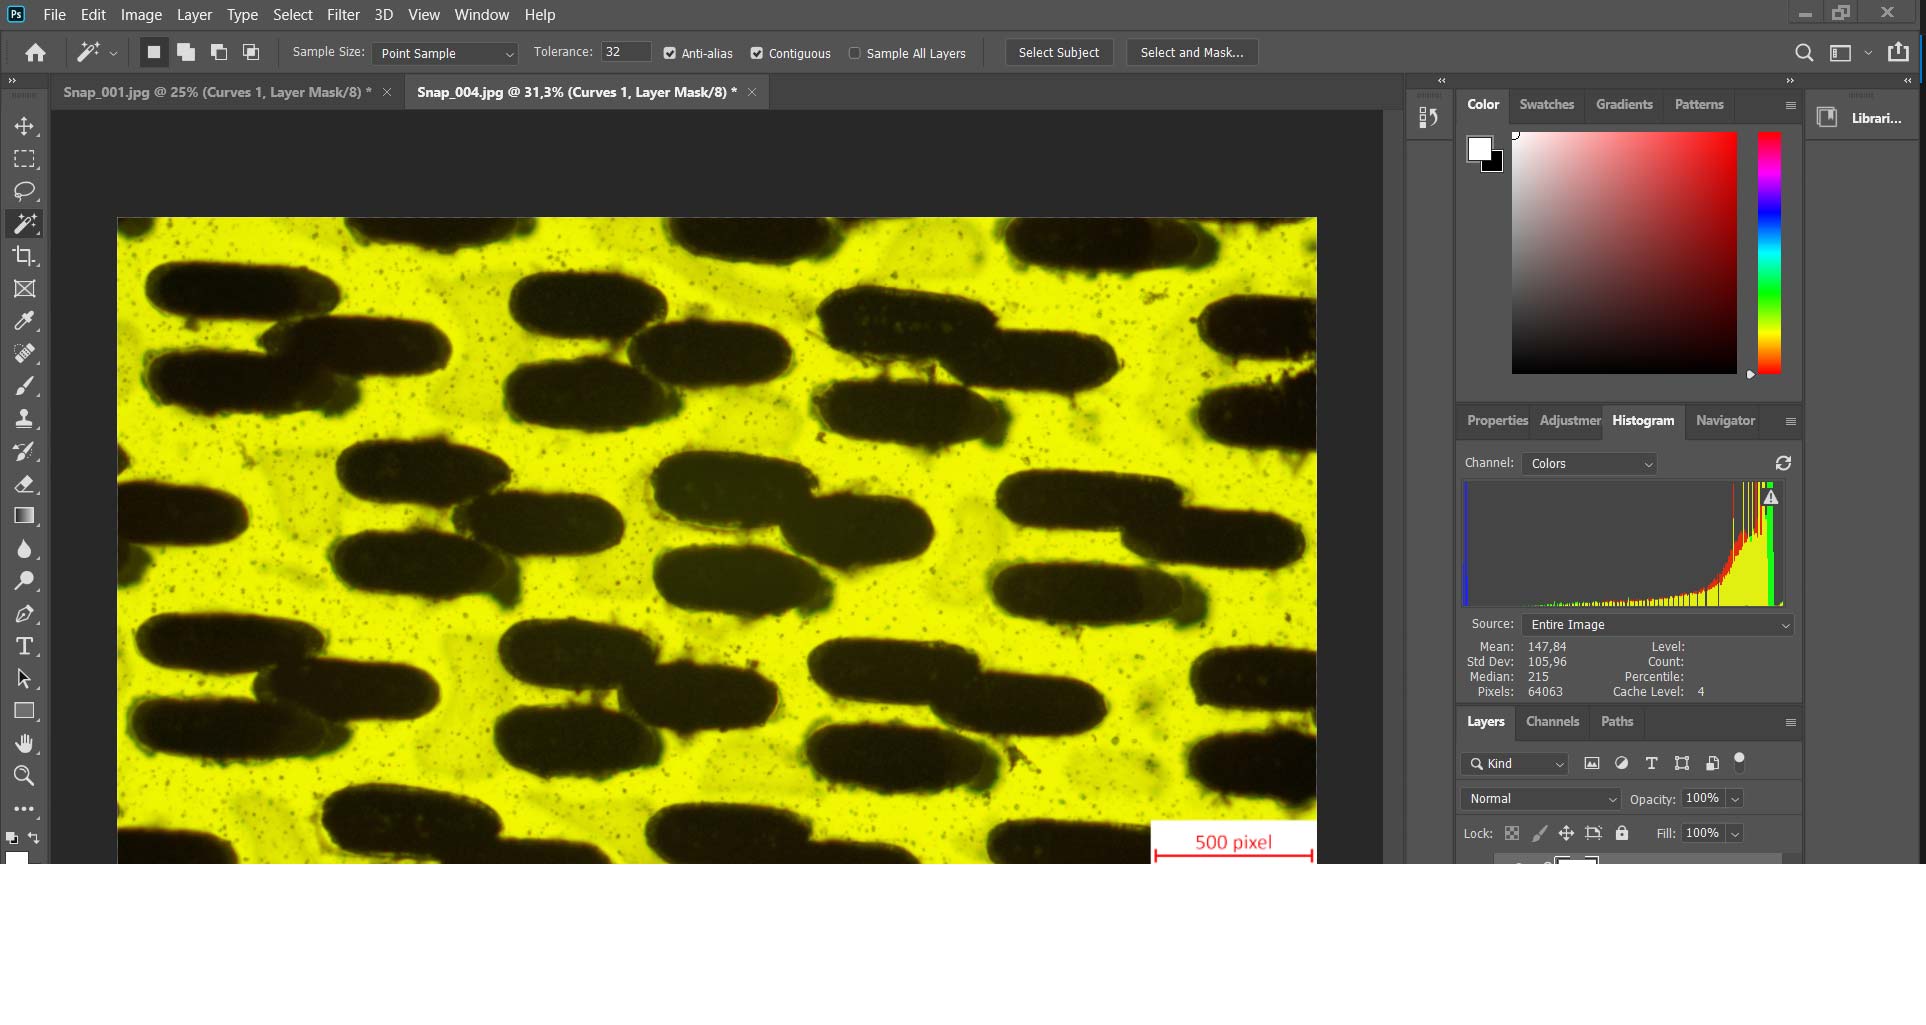 Ps File Edit Image Layer Type Select Filter 3D View Window Help
Sample Size: Point Sample Tolerance: 32 Anti-alias Contiguous Sample All Layers Select Subject Select and Mask...
Snap_001.jpg @ 25% (Curves 1, Layer Mask/8) * Snap_004.jpg @ 31,3% (Curves 1, Layer Mask/8) *
Color Swatches Gradients Patterns
Librari...
Properties Adjustmer Histogram Navigator
Channel: Colors
Source: Entire Image
Mean: 147,84 Level:
Std Dev: 105,96 Count:
Median: 215 Percentile:
Pixels: 64063 Cache Level: 4
Layers Channels Paths
Kind
Normal Opacity: 100%
Lock: Fill: 100%
500 pixel